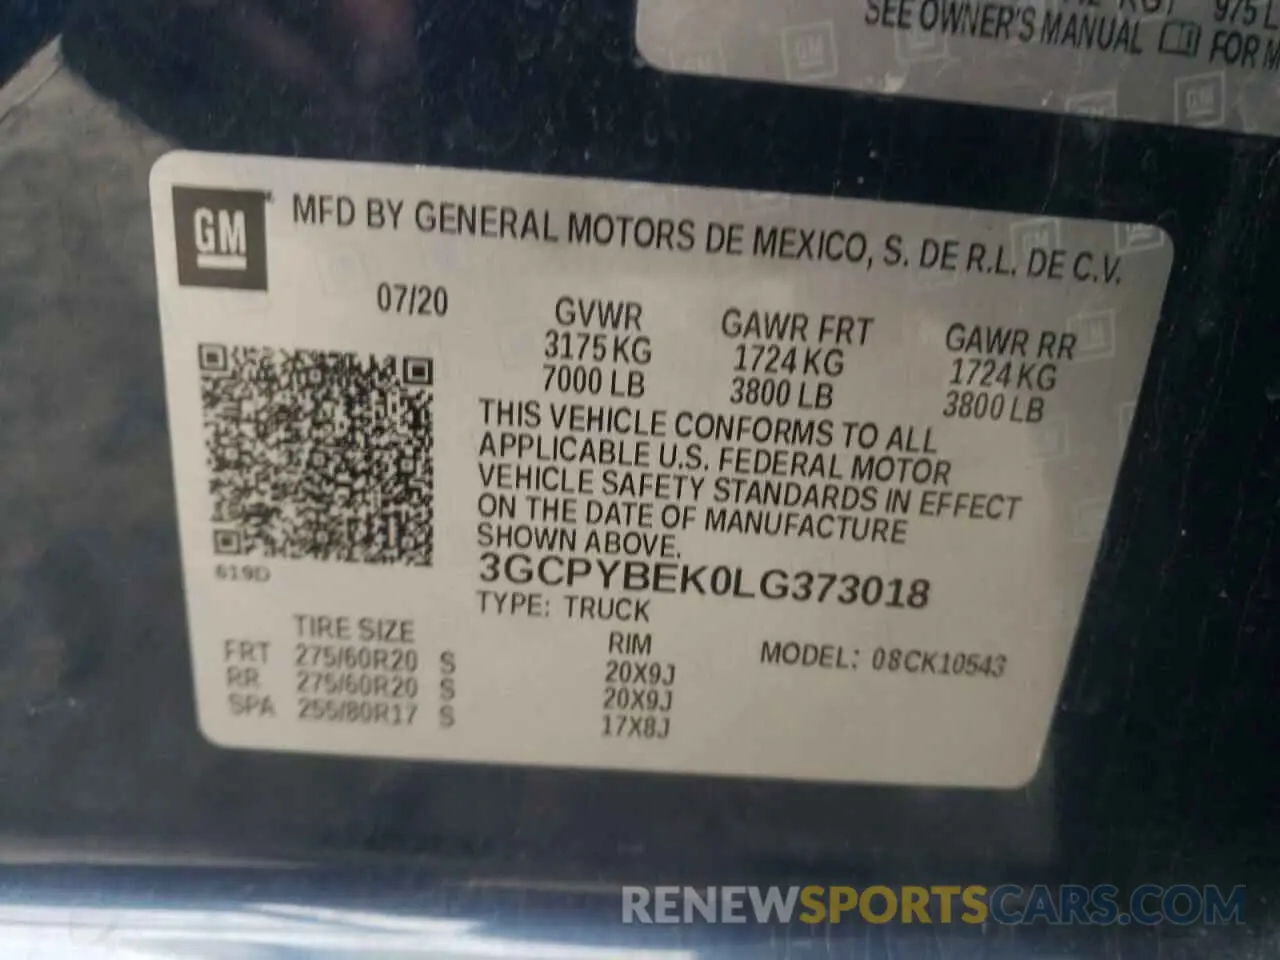 975 L
SEE OWNER'S MANUAL FOR M
GM MFD BY GENERAL MOTORS DE MEXICO, S. DE R.L. DE C.V.
07/20 GVWR GAWR FRT GAWR RR
3175 KG 1724 KG 1724 KG
7000 LB 3800 LB 3800 LB
THIS VEHICLE CONFORMS TO ALL
APPLICABLE U.S. FEDERAL MOTOR
VEHICLE SAFETY STANDARDS IN EFFECT
ON THE DATE OF MANUFACTURE
SHOWN ABOVE.
619D 3GCPYBEK0LG373018
TYPE: TRUCK
TIRE SIZE RIM MODEL: 08CK10543
FRT 275/60R20 S 20X9J
RR 275/60R20 S 20X9J
SPA 255/80R17 S 17X8J
RENEWSPORTSCARS.COM